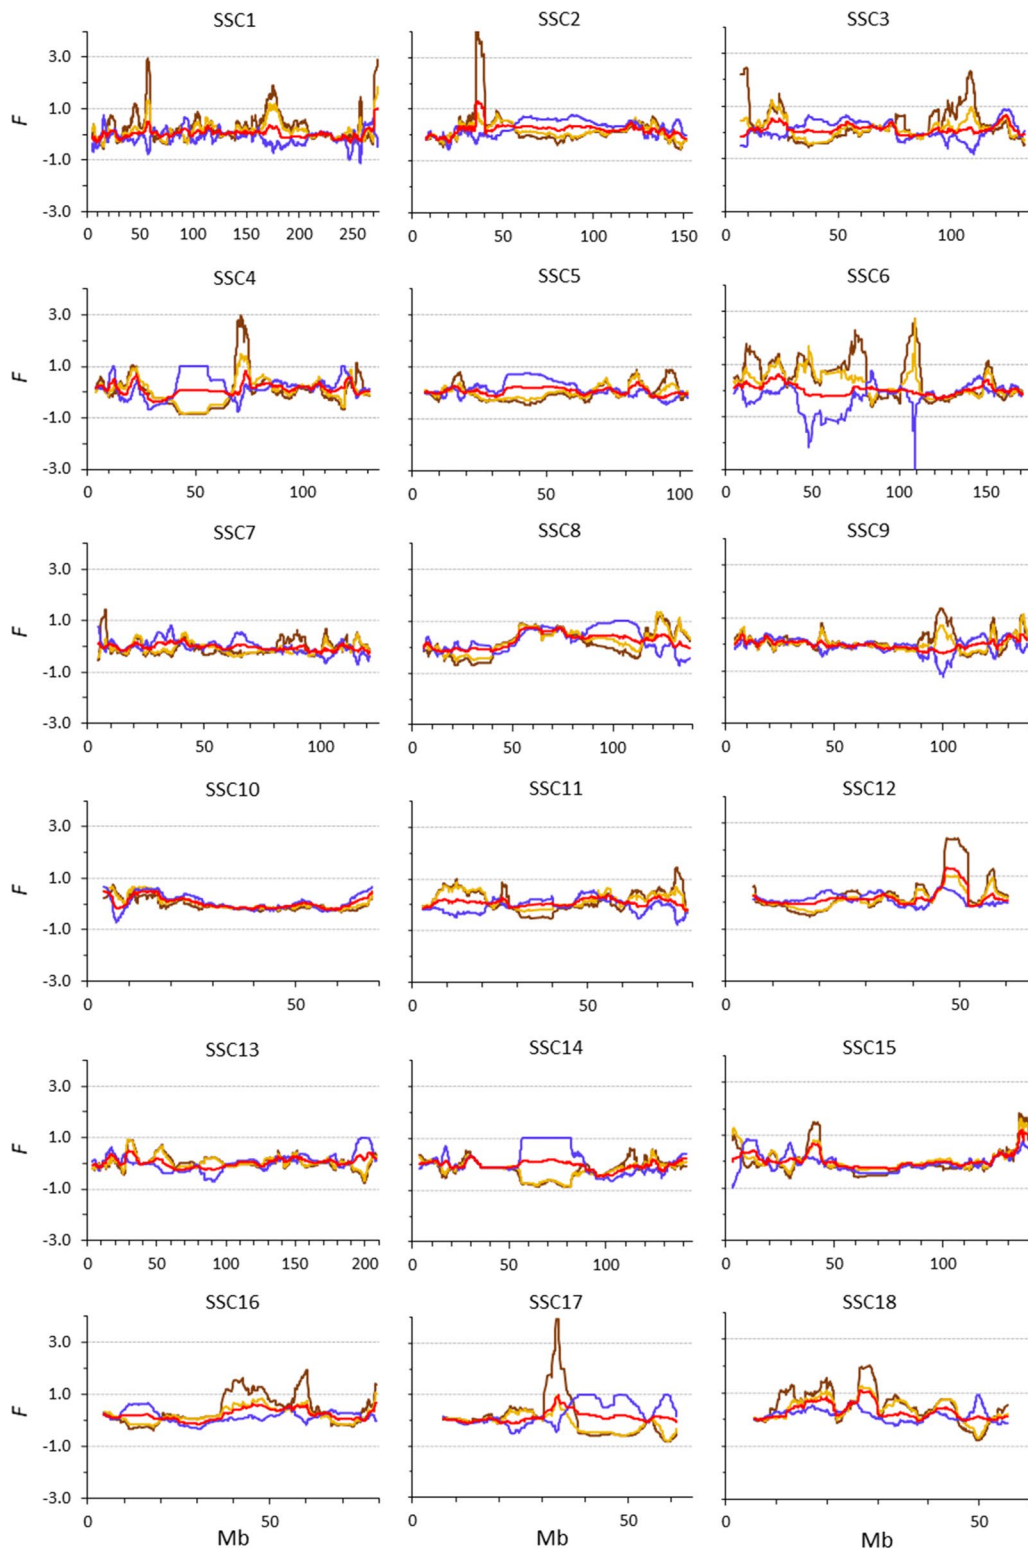 SSC1 SSC2 SSC3
3.0
1.0
F
-1.0
-3.0
0 50 100 150 200 250 0 50 100 150 0 50 100
SSC4 SSC5 SSC6
3.0
1.0
F
-1.0
-3.0
0 50 100 0 50 100 0 50 100 150
SSC7 SSC8 SSC9
3.0
1.0
F
-1.0
-3.0
0 50 100 0 50 100 0 50 100
SSC10 SSC11 SSC12
3.0
1.0
F
-1.0
-3.0
0 50 0 50 0 50
SSC13 SSC14 SSC15
3.0
1.0
F
-1.0
-3.0
0 50 100 150 200 0 50 100 0 50 100
SSC16 SSC17 SSC18
3.0
1.0
F
-1.0
-3.0
0 50 0 50 0 50
Mb Mb Mb